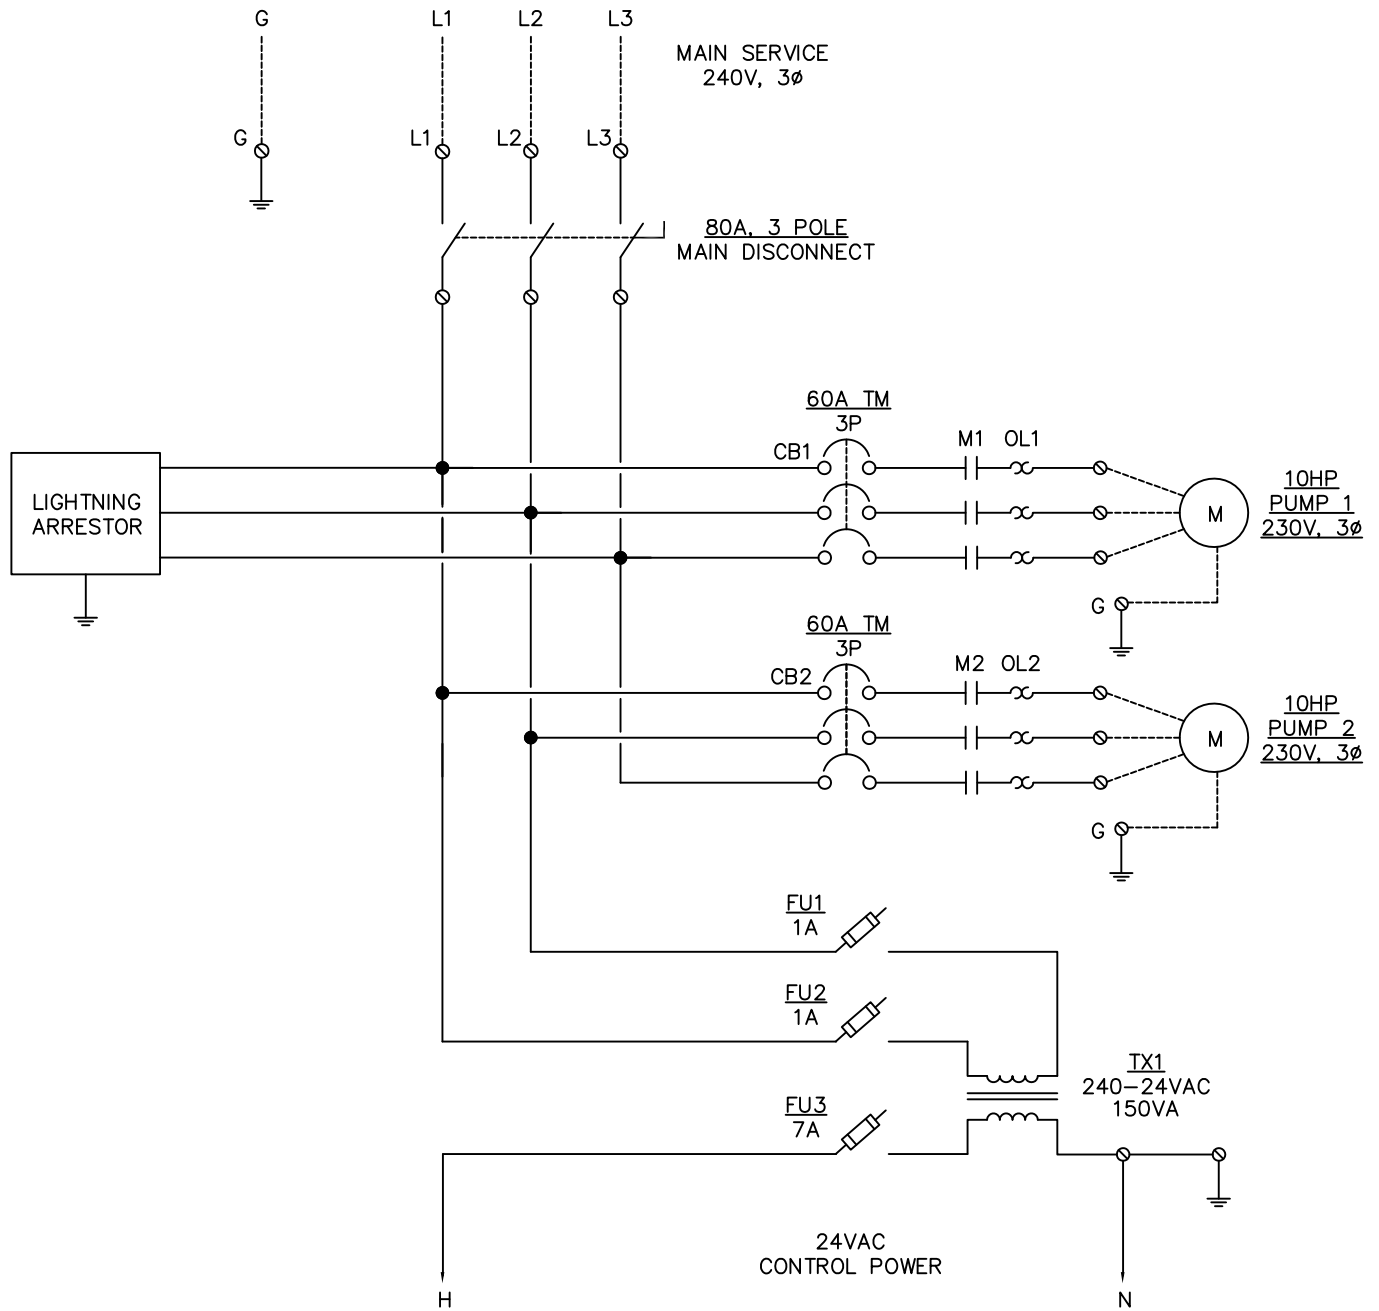 G
L1
L2
L3
MAIN SERVICE
240V, 3Ø
G
L1
L2
L3
80A, 3 POLE
MAIN DISCONNECT
LIGHTNING
ARRESTOR
60A TM
3P
CB1
M1
OL1
M
10HP
PUMP 1
230V, 3Ø
G
60A TM
3P
CB2
M2
OL2
M
10HP
PUMP 2
230V, 3Ø
G
FU1
1A
FU2
1A
TX1
240-24VAC
150VA
FU3
7A
24VAC
CONTROL POWER
H
N